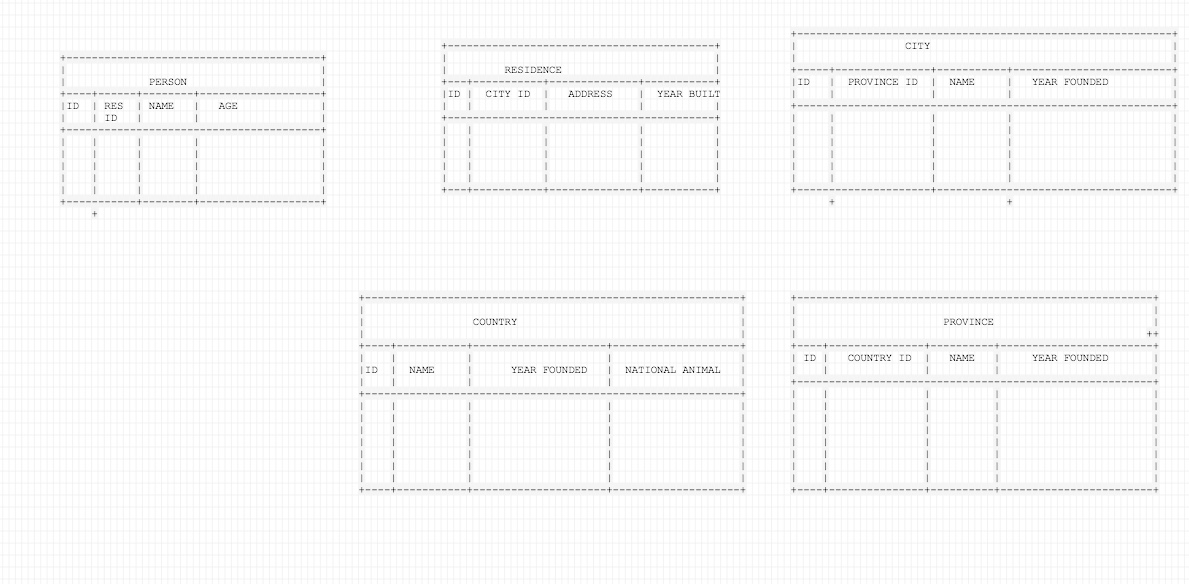 PERSON
ID RES ID NAME AGE
RESIDENCE
ID CITY ID ADDRESS YEAR BUILT
CITY
ID PROVINCE ID NAME YEAR FOUNDED
COUNTRY
ID NAME YEAR FOUNDED NATIONAL ANIMAL
PROVINCE
ID COUNTRY ID NAME YEAR FOUNDED